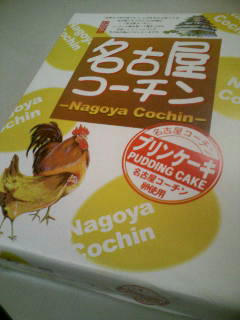 Nagoya
Cochin
名古屋
コーチン
-Nagoya Cochin-
名古屋コーチン
プリンケーキ
PUDDING CAKE
名古屋コーチン
卵使用
Nagoya
Cochin
Nagoya
Cochin